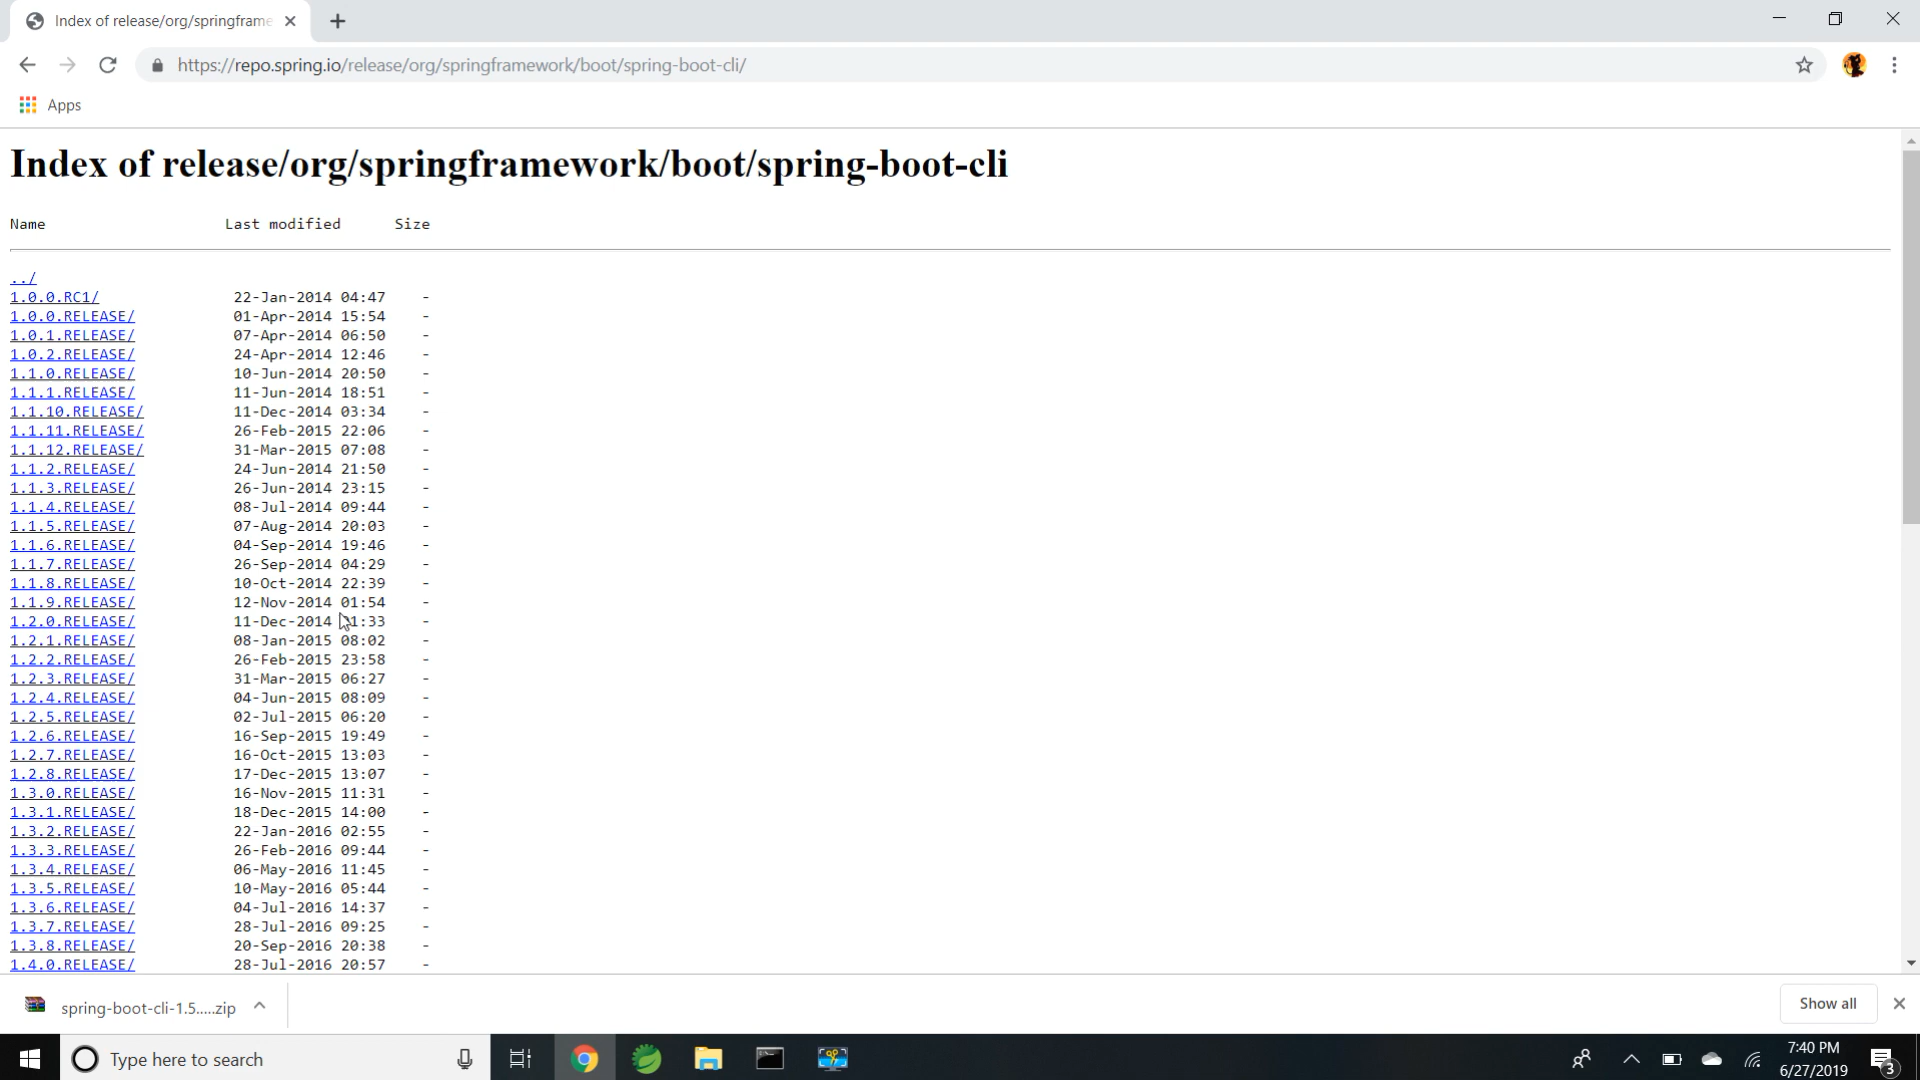 Index of release/org/springframe
https://repo.spring.io/release/org/springframework/boot/spring-boot-cli/
Apps
Index of release/org/springframework/boot/spring-boot-cli
Name Last modified Size
../
1.0.0.RC1/ 22-Jan-2014 04:47 -
1.0.0.RELEASE/ 01-Apr-2014 15:54 -
1.0.1.RELEASE/ 07-Apr-2014 06:50 -
1.0.2.RELEASE/ 24-Apr-2014 12:46 -
1.1.0.RELEASE/ 10-Jun-2014 20:50 -
1.1.1.RELEASE/ 11-Jun-2014 18:51 -
1.1.10.RELEASE/ 11-Dec-2014 03:34 -
1.1.11.RELEASE/ 26-Feb-2015 22:06 -
1.1.12.RELEASE/ 31-Mar-2015 07:08 -
1.1.2.RELEASE/ 24-Jun-2014 21:50 -
1.1.3.RELEASE/ 26-Jun-2014 23:15 -
1.1.4.RELEASE/ 08-Jul-2014 09:44 -
1.1.5.RELEASE/ 07-Aug-2014 20:03 -
1.1.6.RELEASE/ 04-Sep-2014 19:46 -
1.1.7.RELEASE/ 26-Sep-2014 04:29 -
1.1.8.RELEASE/ 10-Oct-2014 22:39 -
1.1.9.RELEASE/ 12-Nov-2014 01:54 -
1.2.0.RELEASE/ 11-Dec-2014 -
1.2.1.RELEASE/ 08-Jan-2015 08:02 -
1.2.2.RELEASE/ 26-Feb-2015 23:58 -
1.2.3.RELEASE/ 31-Mar-2015 06:27 -
1.2.4.RELEASE/ 04-Jun-2015 08:09 -
1.2.5.RELEASE/ 02-Jul-2015 06:20 -
1.2.6.RELEASE/ 16-Sep-2015 19:49 -
1.2.7.RELEASE/ 16-Oct-2015 13:03 -
1.2.8.RELEASE/ 17-Dec-2015 13:07 -
1.3.0.RELEASE/ 16-Nov-2015 11:31 -
1.3.1.RELEASE/ 18-Dec-2015 14:00 -
1.3.2.RELEASE/ 22-Jan-2016 02:55 -
1.3.3.RELEASE/ 26-Feb-2016 09:44 -
1.3.4.RELEASE/ 06-May-2016 11:45 -
1.3.5.RELEASE/ 10-May-2016 05:44 -
1.3.6.RELEASE/ 04-Jul-2016 14:37 -
1.3.7.RELEASE/ 28-Jul-2016 09:25 -
1.3.8.RELEASE/ 20-Sep-2016 20:38 -
1.4.0.RELEASE/ 28-Jul-2016 20:57 -
spring-boot-cli-1.5.....zip
Show all
Type here to search
7:40 PM
6/27/2019
3